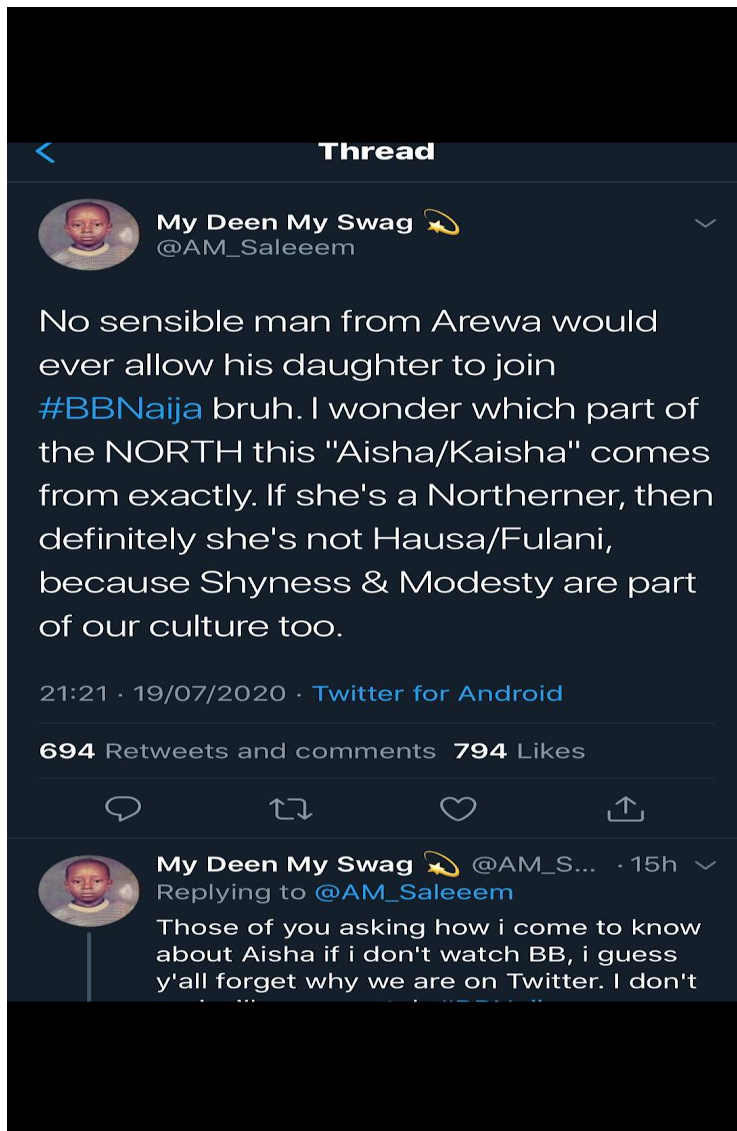 Thread
My Deen My Swag 💫
@AM_Saleeem
No sensible man from Arewa would
ever allow his daughter to join
#BBNaija bruh. I wonder which part of
the NORTH this "Aisha/Kaisha" comes
from exactly. If she's a Northerner, then
definitely she's not Hausa/Fulani,
because Shyness & Modesty are part
of our culture too.
21:21 · 19/07/2020 · Twitter for Android
694 Retweets and comments 794 Likes
My Deen My Swag 💫 @AM_S... · 15h
Replying to @AM_Saleeem
Those of you asking how i come to know
about Aisha if i don't watch BB, i guess
y'all forget why we are on Twitter. I don't